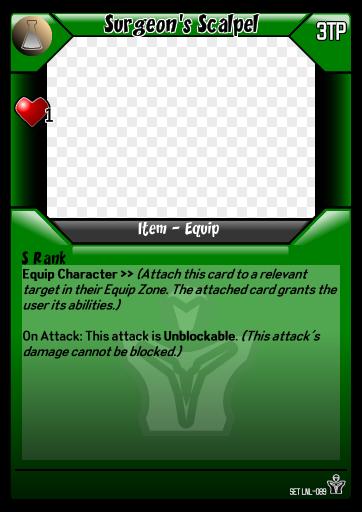 Surgeon's Scalpel
3TP
1
Item - Equip
S Rank
Equip Character >> (Attach this card to a relevant
target in their Equip Zone. The attached card grants the
user its abilities.)
On Attack: This attack is Unblockable. (This attack's
damage cannot be blocked.)
SET LNL-089